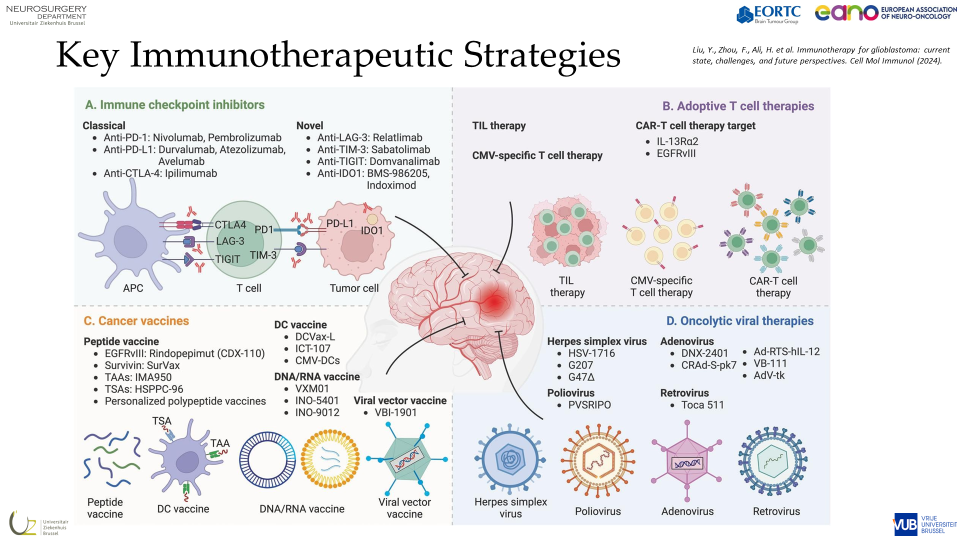 NEUROSURGERY
DEPARTMENT
Universitair Ziekenhuis Brussel
EORTC
Brain Tumour Group
eano
EUROPEAN ASSOCIATION
OF NEURO-ONCOLOGY
Key Immunotherapeutic Strategies
Liu, Y., Zhou, F., Ali, H. et al. Immunotherapy for glioblastoma: current
state, challenges, and future perspectives. Cell Mol Immunol (2024).
A. Immune checkpoint inhibitors
Classical
• Anti-PD-1: Nivolumab, Pembrolizumab
• Anti-PD-L1: Durvalumab, Atezolizumab,
Avelumab
• Anti-CTLA-4: Ipilimumab
Novel
• Anti-LAG-3: Relatlimab
• Anti-TIM-3: Sabatolimab
• Anti-TIGIT: Domvanalimab
• Anti-IDO1: BMS-986205,
Indoximod
CTLA4
PD1
LAG-3
TIM-3
TIGIT
PD-L1
IDO1
APC
T cell
Tumor cell
B. Adoptive T cell therapies
TIL therapy
CMV-specific T cell therapy
CAR-T cell therapy target
• IL-13Rα2
• EGFRvIII
TIL
therapy
CMV-specific
T cell therapy
CAR-T cell
therapy
C. Cancer vaccines
Peptide vaccine
• EGFRvIII: Rindopepimut (CDX-110)
• Survivin: SurVax
• TAAs: IMA950
• TSAs: HSPPC-96
• Personalized polypeptide vaccines
DC vaccine
• DCVax-L
• ICT-107
• CMV-DCs
DNA/RNA vaccine
• VXM01
• INO-5401
• INO-9012
Viral vector vaccine
• VBI-1901
TSA
TAA
Peptide
vaccine
DC vaccine
DNA/RNA vaccine
Viral vector
vaccine
D. Oncolytic viral therapies
Herpes simplex virus
• HSV-1716
• G207
• G47Δ
Poliovirus
• PVSRIPO
Adenovirus
• DNX-2401
• CRAd-S-pk7
• Ad-RTS-hIL-12
• VB-111
• AdV-tk
Retrovirus
• Toca 511
Herpes simplex
virus
Poliovirus
Adenovirus
Retrovirus
Universitair
Ziekenhuis
Brussel
VUB
VRIJE
UNIVERSITEIT
BRUSSEL